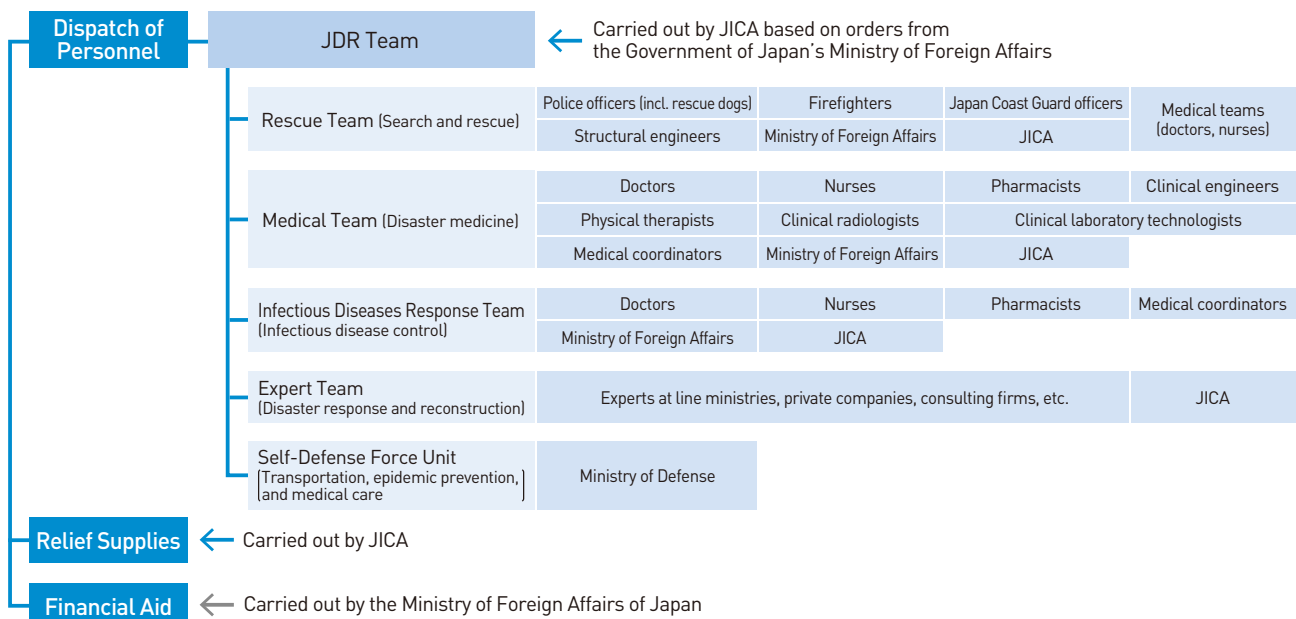 Dispatch of
Personnel
JDR Team
Carried out by JICA based on orders from
the Government of Japan's Ministry of Foreign Affairs
Rescue Team (Search and rescue)
Police officers (incl. rescue dogs)
Firefighters
Japan Coast Guard officers
Medical teams
(doctors, nurses)
Structural engineers
Ministry of Foreign Affairs
JICA
Medical Team (Disaster medicine)
Doctors
Nurses
Pharmacists
Clinical engineers
Physical therapists
Clinical radiologists
Clinical laboratory technologists
Medical coordinators
Ministry of Foreign Affairs
JICA
Infectious Diseases Response Team
(Infectious disease control)
Doctors
Nurses
Pharmacists
Medical coordinators
Ministry of Foreign Affairs
JICA
Expert Team
(Disaster response and reconstruction)
Experts at line ministries, private companies, consulting firms, etc.
JICA
Self-Defense Force Unit
(Transportation, epidemic prevention,
and medical care)
Ministry of Defense
Relief Supplies
Carried out by JICA
Financial Aid
Carried out by the Ministry of Foreign Affairs of Japan